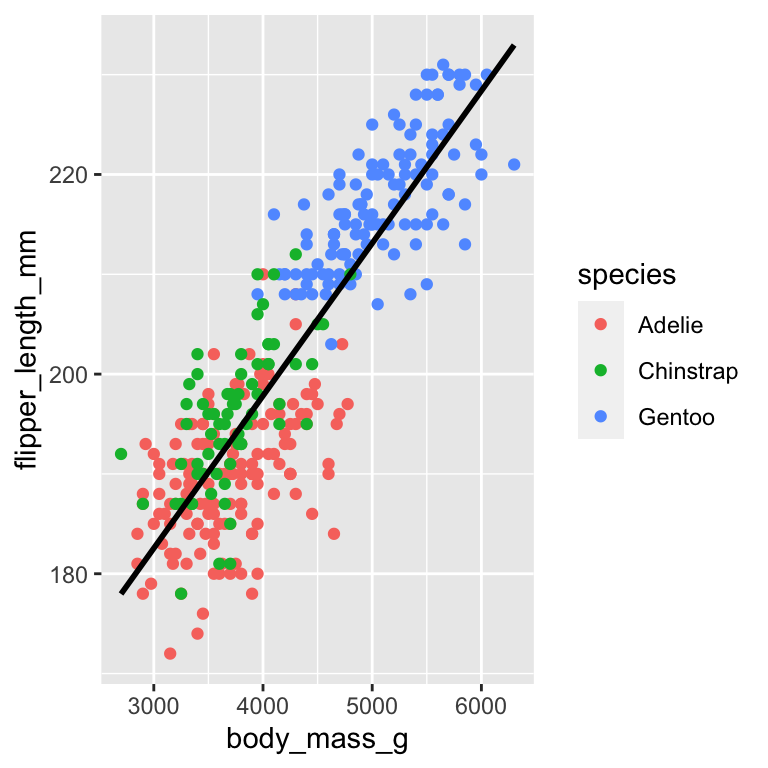 flipper_length_mm
220
200
180
3000
4000
5000
6000
body_mass_g
species
Adelie
Chinstrap
Gentoo